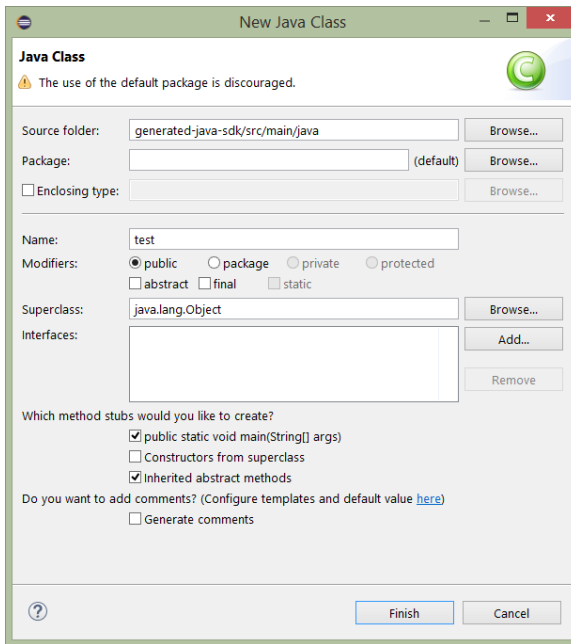 New Java Class
Java Class
The use of the default package is discouraged.
C
Source folder: generated-java-sdk/src/main/java Browse...
Package: (default) Browse...
Enclosing type: Browse...
Name: test
Modifiers: public package private protected
abstract final static
Superclass: java.lang.Object Browse...
Interfaces: Add...
Remove
Which method stubs would you like to create?
public static void main(String[] args)
Constructors from superclass
Inherited abstract methods
Do you want to add comments? (Configure templates and default value here)
Generate comments
? Finish Cancel